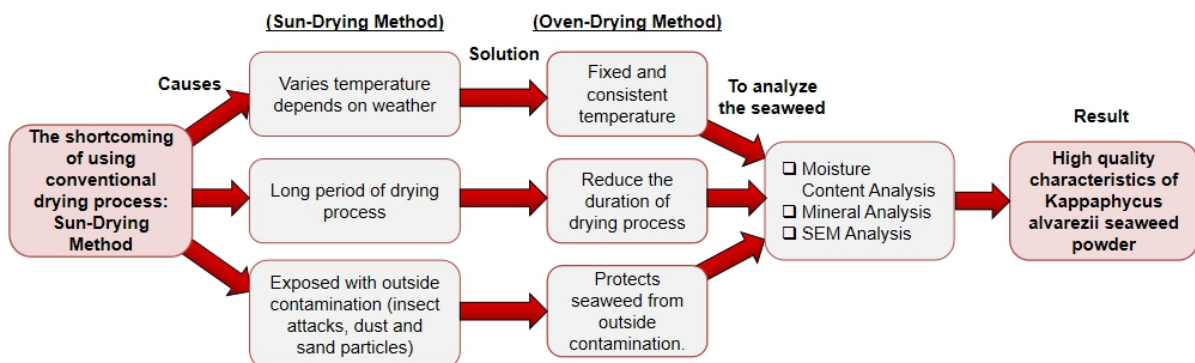 (Sun-Drying Method)
(Oven-Drying Method)
Causes
Solution
To analyze
the seaweed
Result
The shortcoming
of using
conventional
drying process:
Sun-Drying
Method
Varies temperature
depends on weather
Fixed and
consistent
temperature
Long period of drying
process
Reduce the
duration of
drying process
Exposed with outside
contamination (insect
attacks, dust and
sand particles)
Protects
seaweed from
outside
contamination.
❑ Moisture
Content Analysis
❑ Mineral Analysis
❑ SEM Analysis
High quality
characteristics of
Kappaphycus
alvarezii seaweed
powder